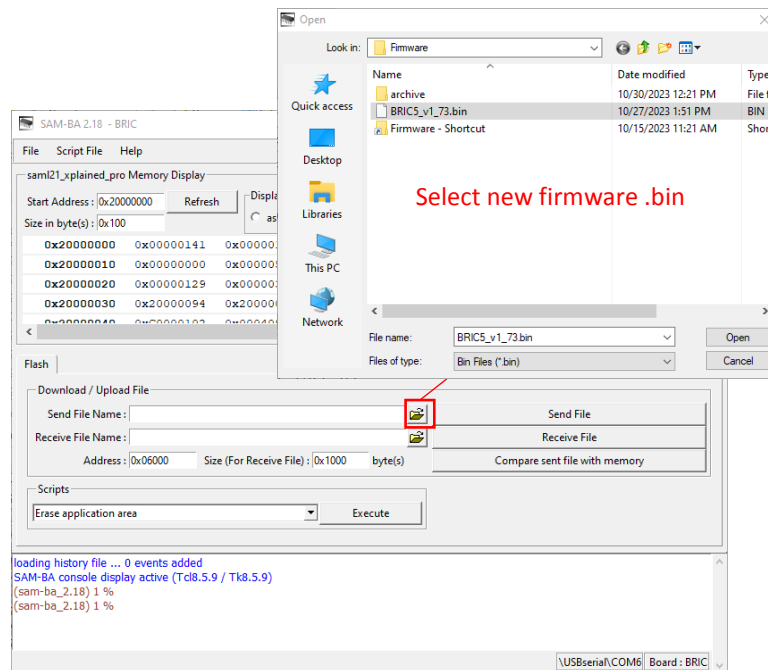 Open
Look in:
Firmware
Name
Date modified
Type
archive
10/30/2023 12:21 PM
File f
BRIC5_v1_73.bin
10/27/2023 1:51 PM
BIN
Firmware - Shortcut
10/15/2023 11:21 AM
Shor
Quick access
Desktop
Libraries
This PC
Network
Select new firmware .bin
File name:
BRIC5_v1_73.bin
Open
Files of type:
Bin Files (*.bin)
Cancel
SAM-BA 2.18 - BRIC
File Script File Help
saml21_xplained_pro Memory Display
Start Address : 0x20000000 Refresh
Displa
Size in byte(s) : 0x100
as
0x20000000 0x00000141
0x20000010 0x00000000
0x20000020 0x00000129
0x20000030 0x20000094
Flash
Download / Upload File
Send File Name :
Send File
Receive File Name :
Receive File
Address : 0x06000 Size (For Receive File) : 0x1000 byte(s)
Compare sent file with memory
Scripts
Erase application area
Execute
loading history file ... 0 events added
SAM-BA console display active (Tcl8.5.9 / Tk8.5.9)
(sam-ba_2.18) 1 %
(sam-ba_2.18) 1 %
\USBserial\COM6 Board : BRIC